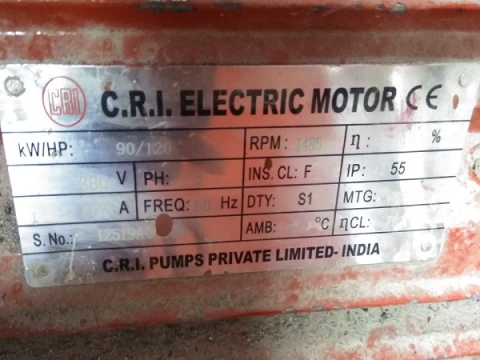 CRI C.R.I. ELECTRIC MOTOR CE
kW/HP: 90/120 RPM: 1485 η: %
V PH: INS. CL: F IP: 55
A FREQ: Hz DTY: S1 MTG:
S. No.: AMB: °C ηCL:
C.R.I. PUMPS PRIVATE LIMITED- INDIA